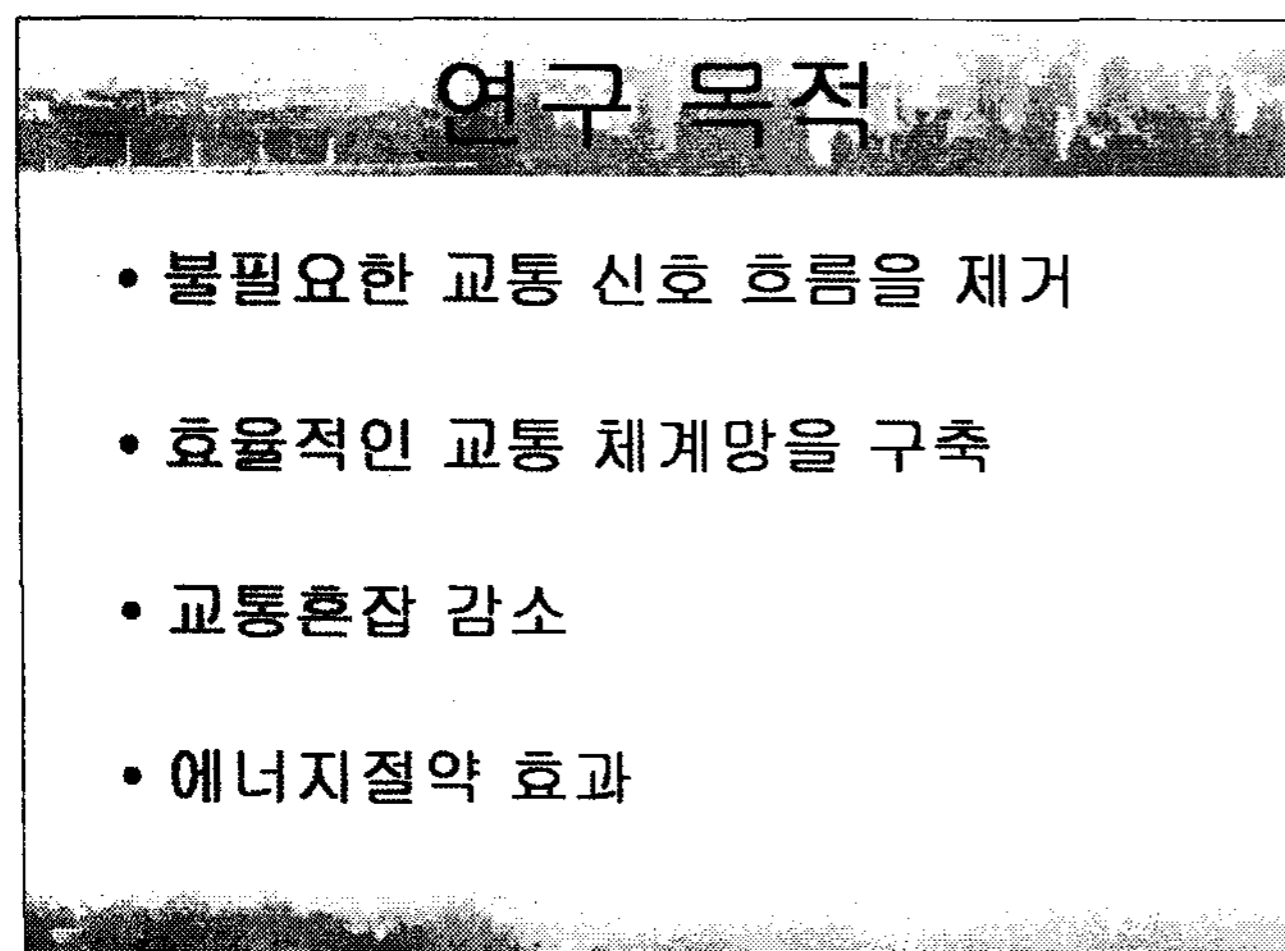 연구 목적
• 불필요한 교통 신호 흐름을 제거
• 효율적인 교통 체계망을 구축
• 교통혼잡 감소
• 에너지절약 효과